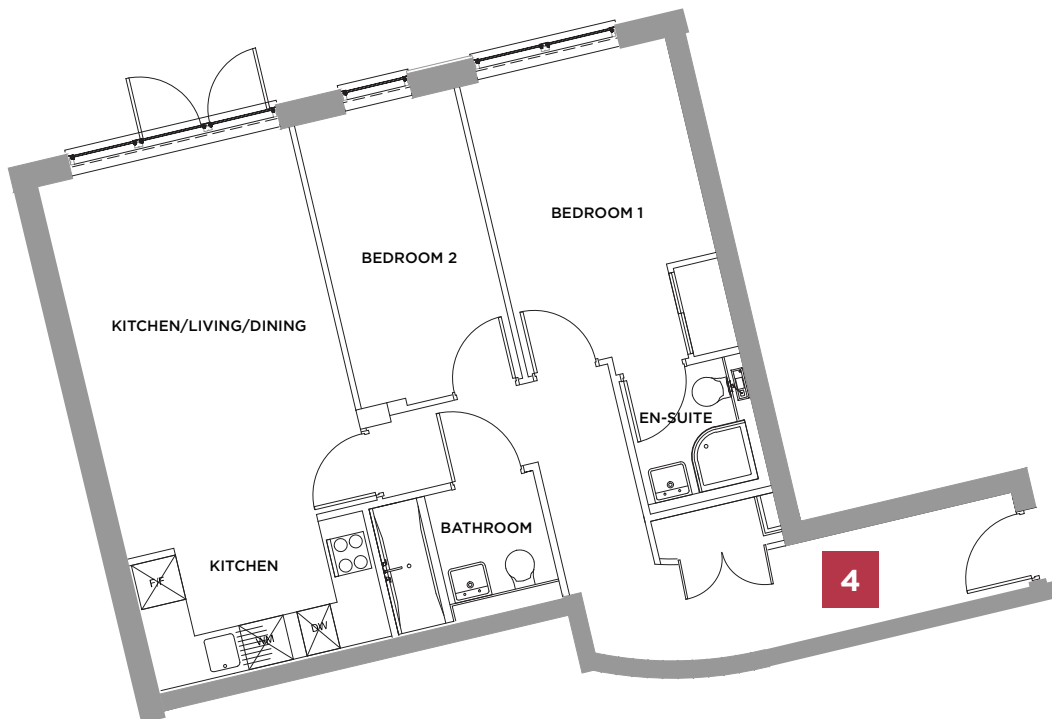 BEDROOM 1
BEDROOM 2
KITCHEN/LIVING/DINING
EN-SUITE
BATHROOM
KITCHEN
F/F
4
WM
DW